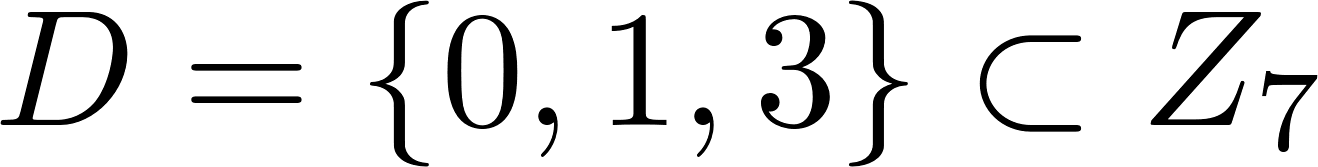 D = {0, 1, 3} ⊂ Z₇